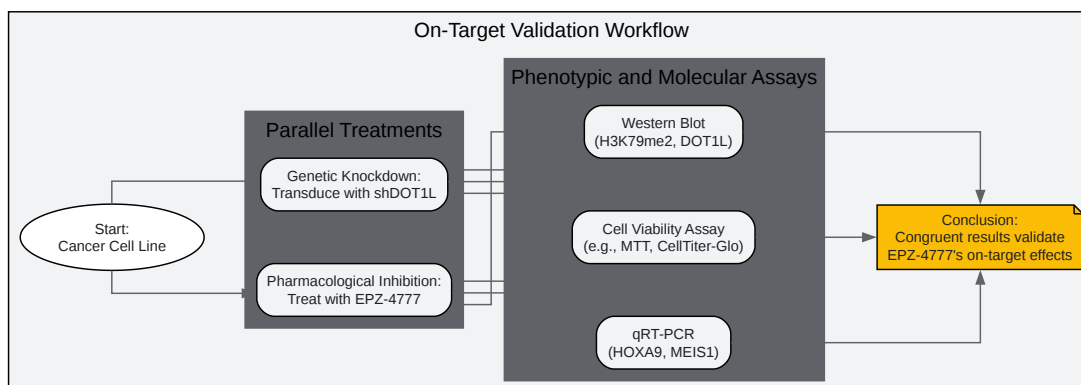 On-Target Validation Workflow
Parallel Treatments
Phenotypic and Molecular Assays
Start:
Cancer Cell Line
Genetic Knockdown:
Transduce with shDOT1L
Pharmacological Inhibition:
Treat with EPZ-4777
Western Blot
(H3K79me2, DOT1L)
Cell Viability Assay
(e.g., MTT, CellTiter-Glo)
qRT-PCR
(HOXA9, MEIS1)
Conclusion:
Congruent results validate
EPZ-4777's on-target effects